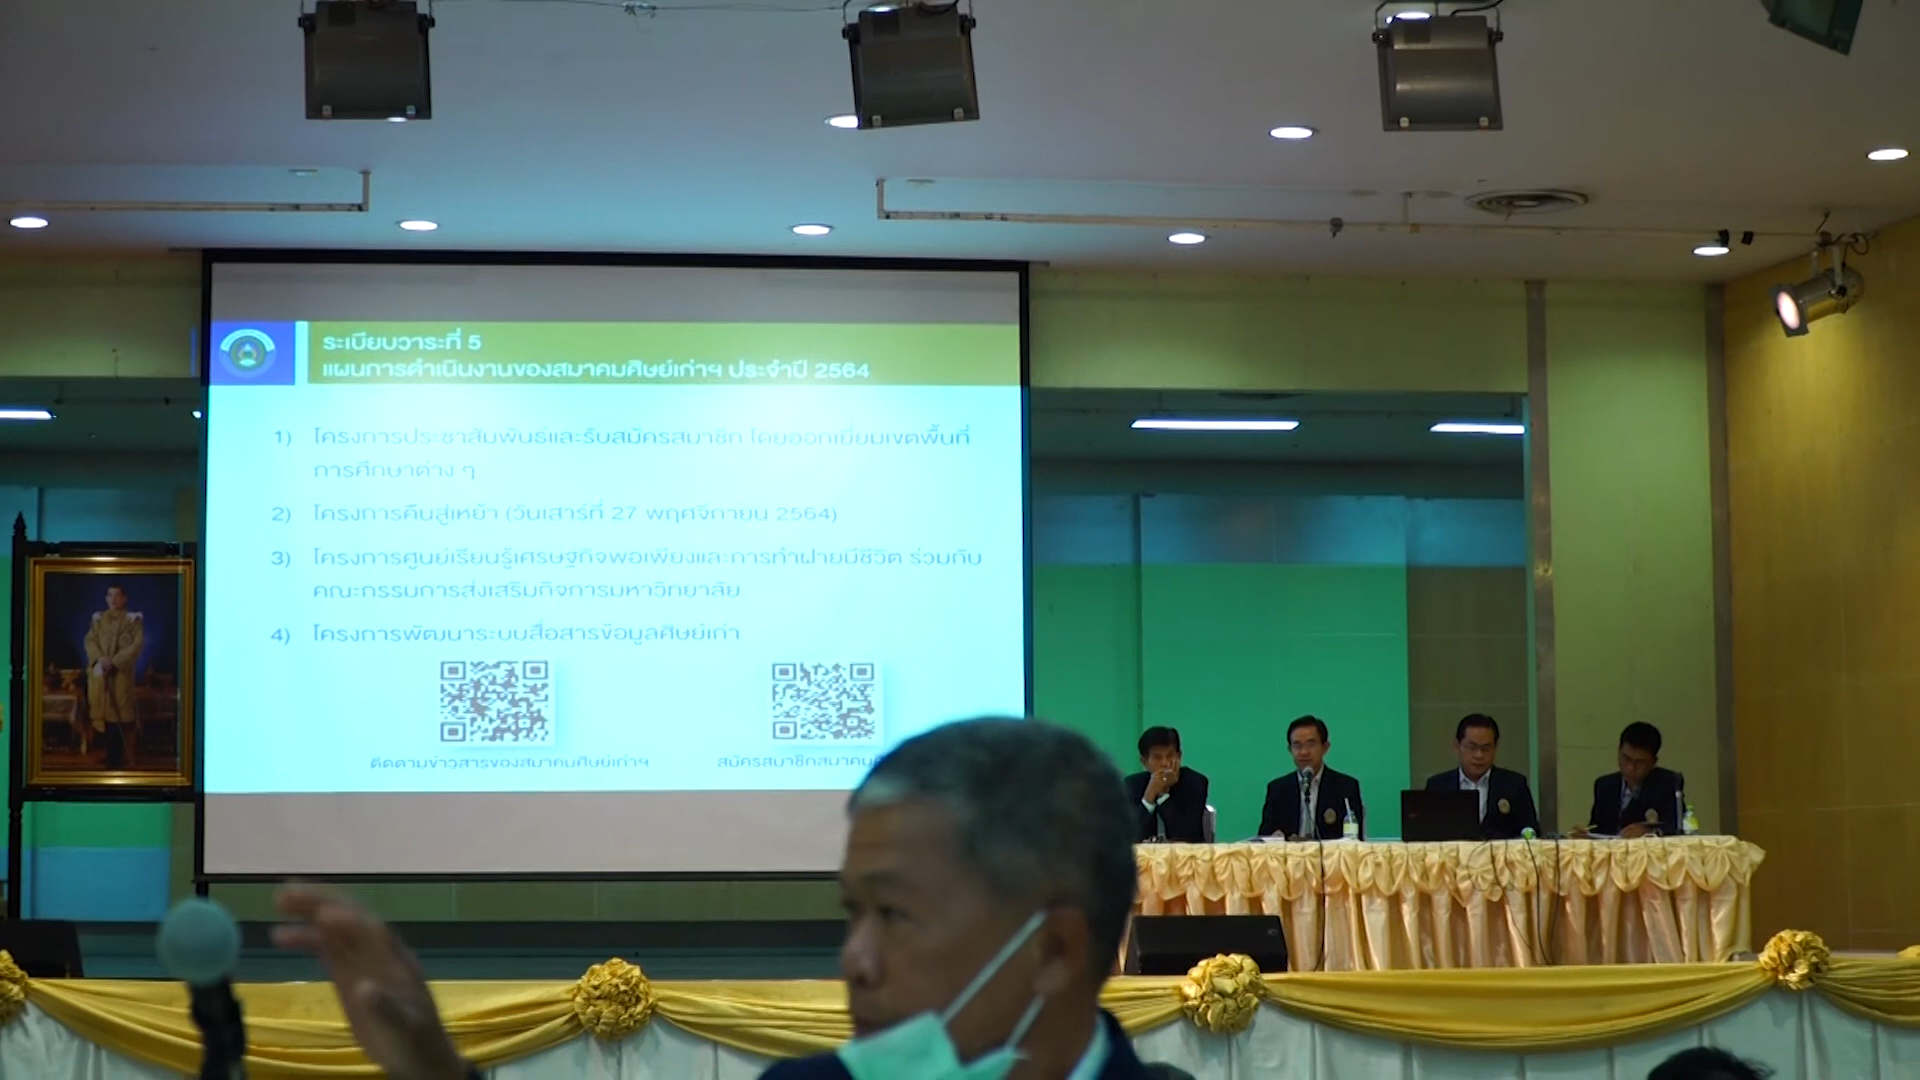 ระเบียบวาระที่ 5
แผนการดำเนินงานของสมาคมศิษย์เก่าฯ ประจำปี 2564
1) โครงการประชาสัมพันธ์และรับสมัครสมาชิก โดยออกเยี่ยมเขตพื้นที่
การศึกษาต่าง ๆ
2) โครงการคืนสู่เหย้า (วันเสาร์ที่ 27 พฤศจิกายน 2564)
3) โครงการศูนย์เรียนรู้เศรษฐกิจพอเพียงและการทำฝายมีชีวิต ร่วมกับ
คณะกรรมการส่งเสริมกิจการมหาวิทยาลัย
4) โครงการพัฒนาระบบสื่อสารข้อมูลศิษย์เก่า
ติดตามข่าวสารของสมาคมศิษย์เก่าฯ
สมัครสมาชิกสมาคม